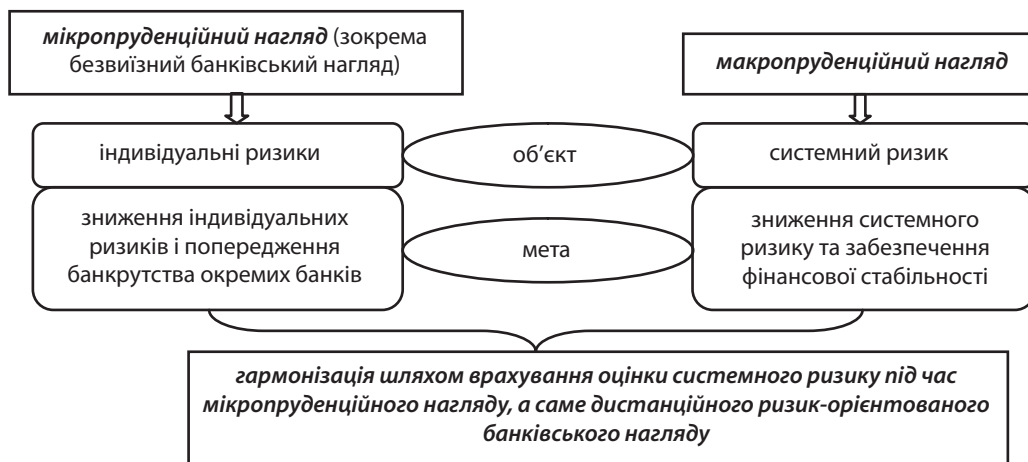 мікропруденційний нагляд (зокрема
безвиїзний банківський нагляд)
макропруденційний нагляд
індивідуальні ризики
об’єкт
системний ризик
зниження індивідуальних
ризиків і попередження
банкрутства окремих банків
мета
зниження системного
ризику та забезпечення
фінансової стабільності
гармонізація шляхом врахування оцінки системного ризику під час
мікропруденційного нагляду, а саме дистанційного ризик-орієнтованого
банківського нагляду